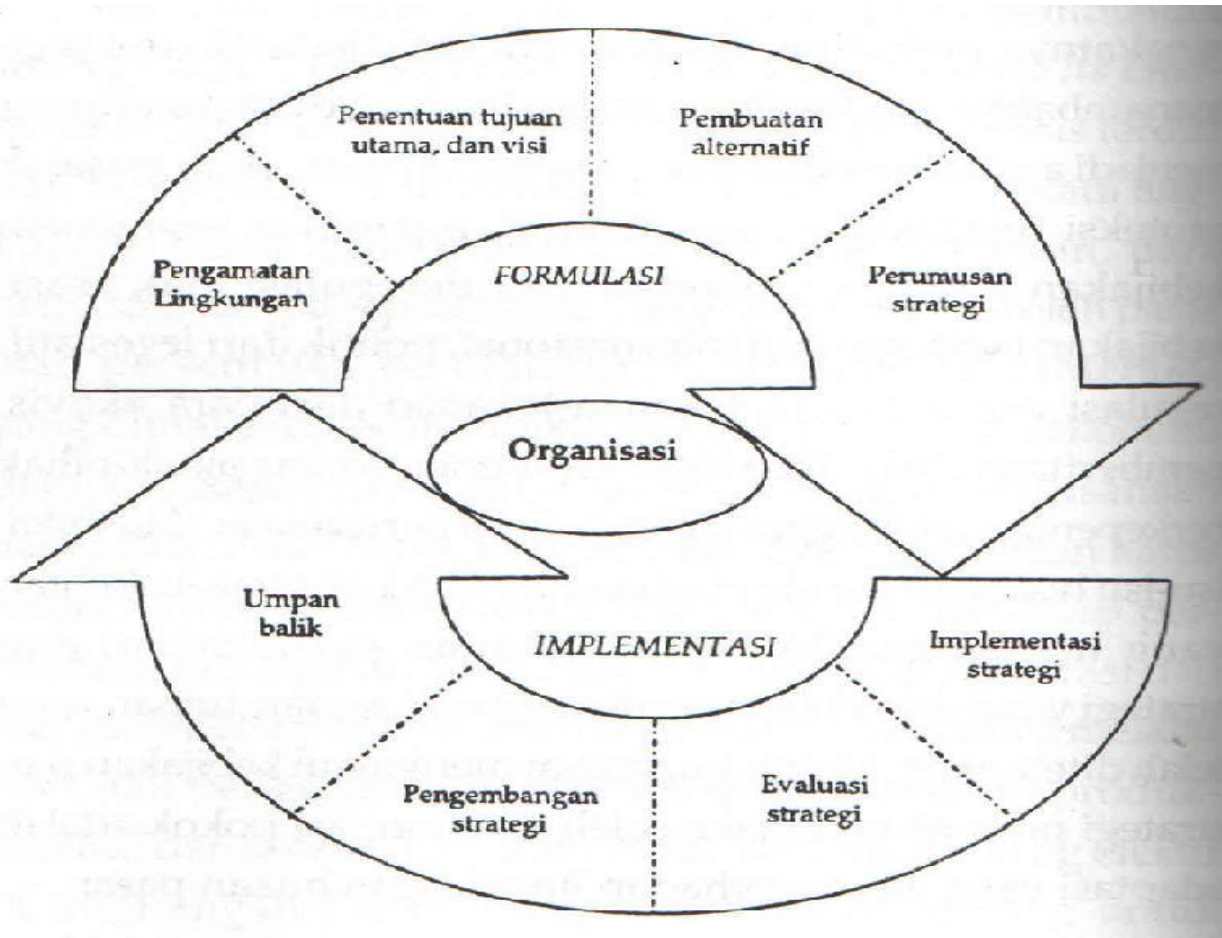 Penentuan tujuan
utama, dan visi
Pembuatan
alternatif
Pengamatan
Lingkungan
FORMULASI
Perumusan
strategi
Organisasi
Umpan
balik
IMPLEMENTASI
Implementasi
strategi
Pengembangan
strategi
Evaluasi
strategi